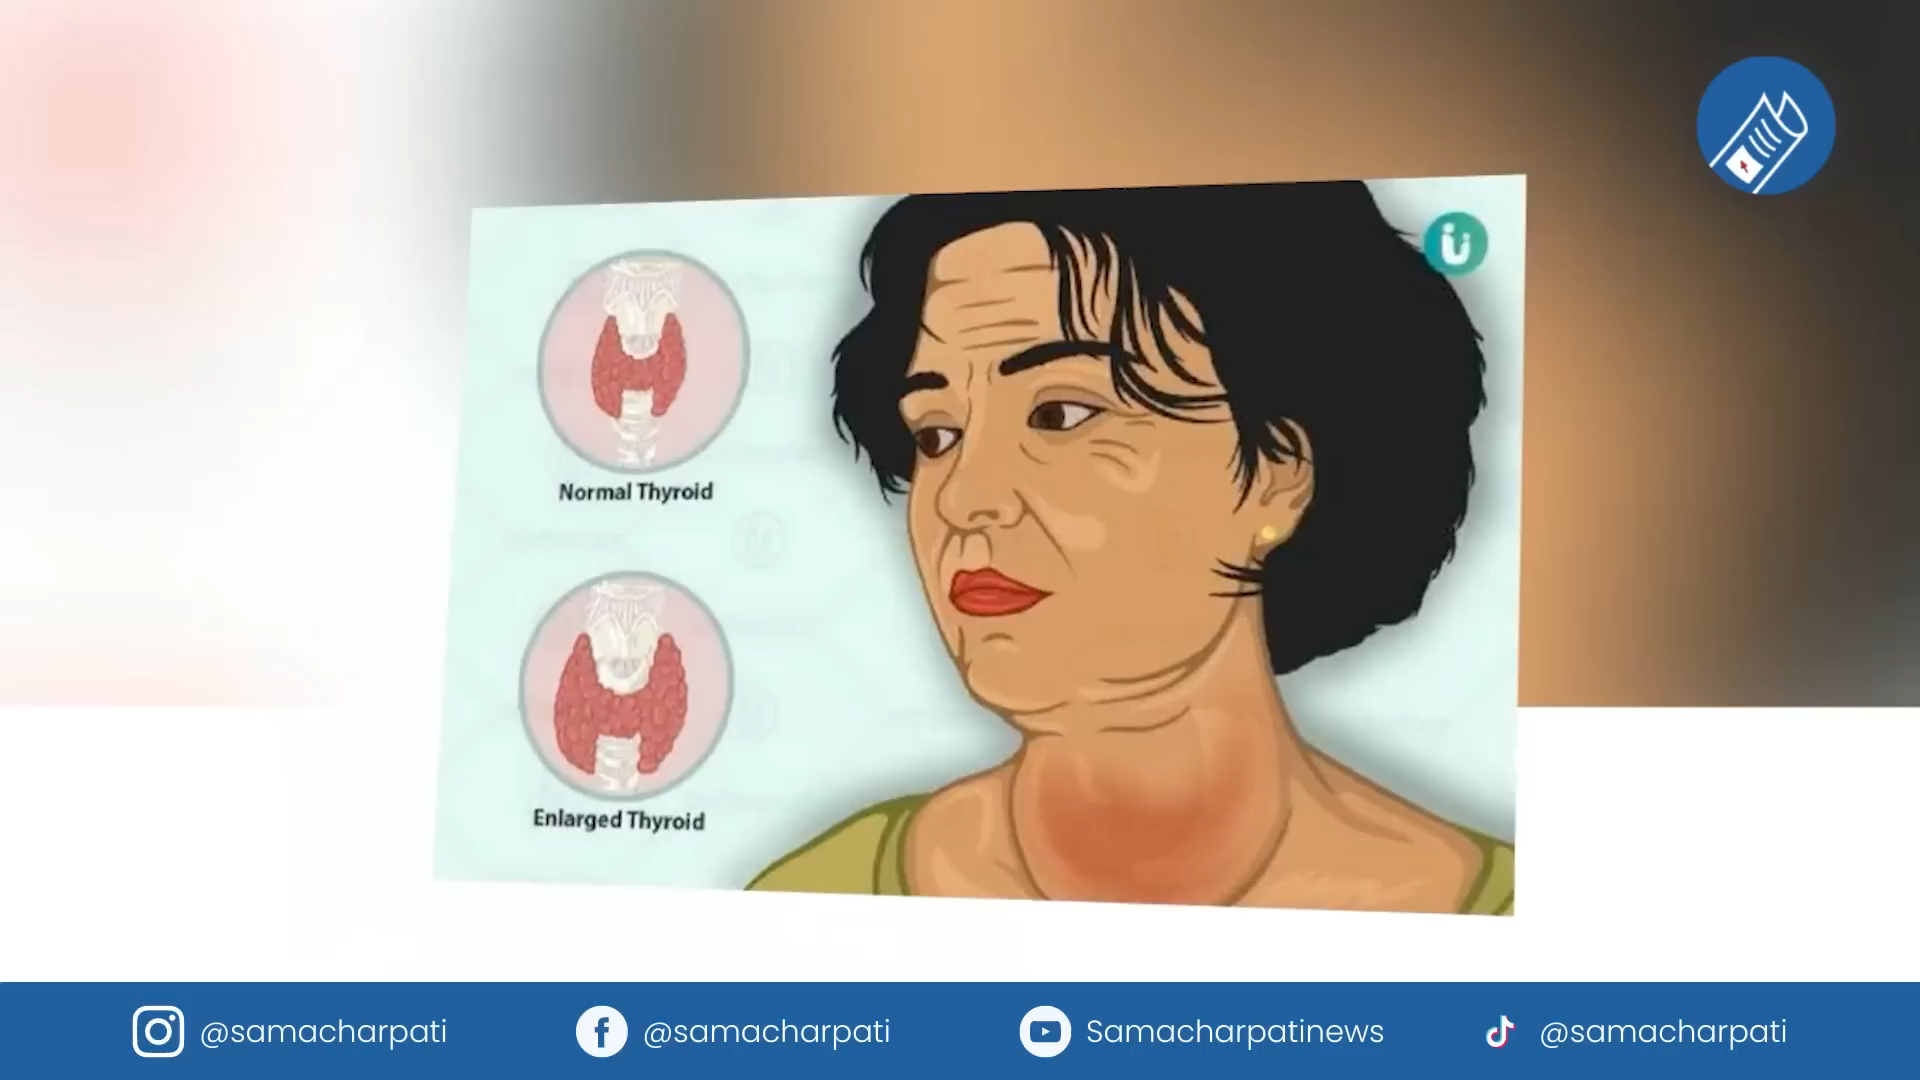 Normal Thyroid
Enlarged Thyroid
@samacharpati
@samacharpati
Samacharpatinews
@samacharpati